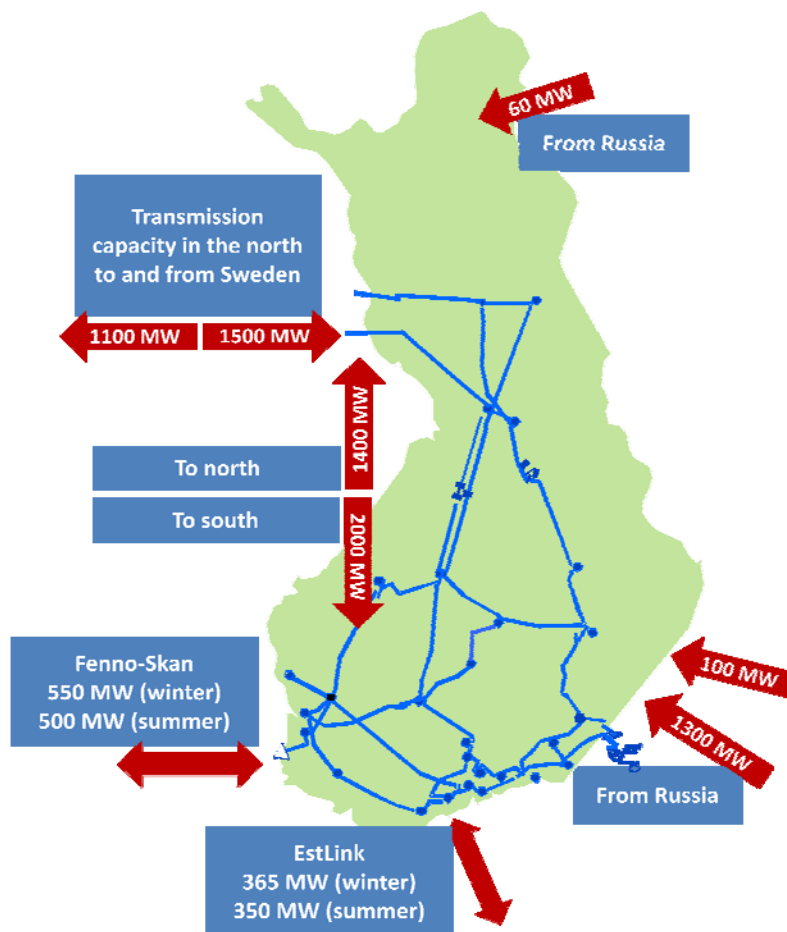 60 MW
From Russia
Transmission
capacity in the north
to and from Sweden
1100 MW
1500 MW
1400 MW
To north
To south
2000 MW
Fenno-Skan
550 MW (winter)
500 MW (summer)
100 MW
1300 MW
From Russia
EstLink
365 MW (winter)
350 MW (summer)